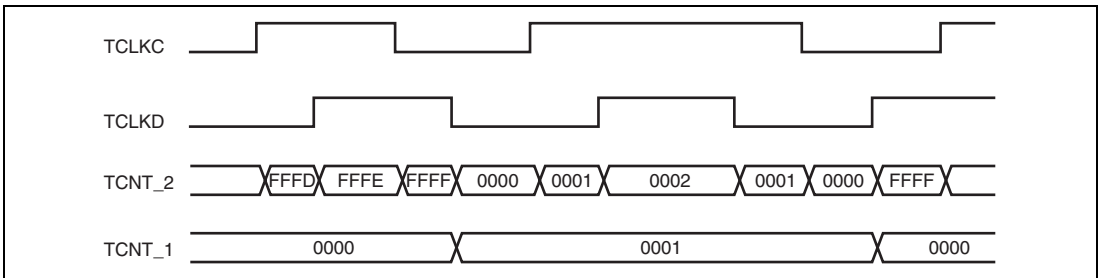 TCLKC
TCLKD
TCNT_2 FFFD FFFE FFFF 0000 0001 0002 0001 0000 FFFF
TCNT_1 0000 0001 0000